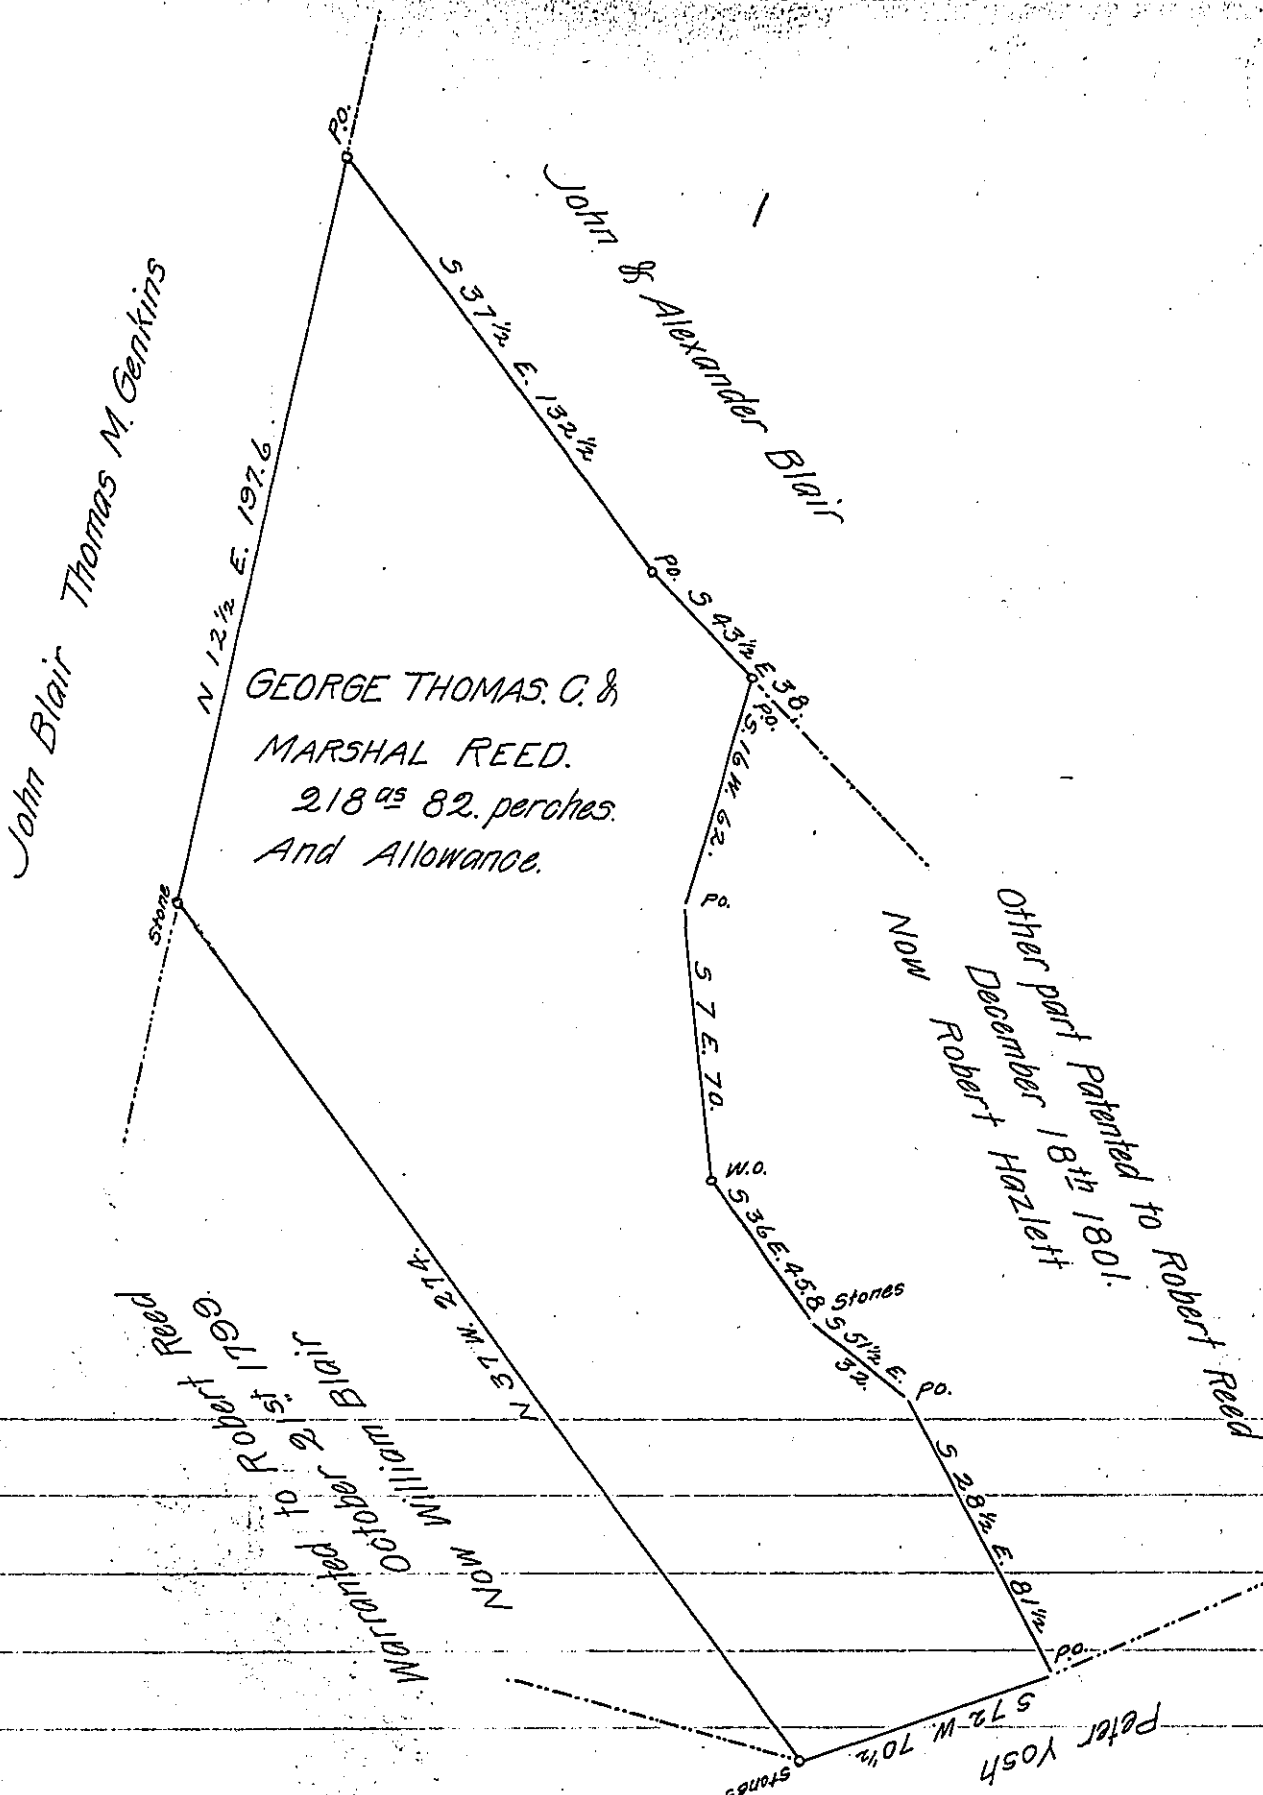 P.O.
John & Alexander Blair
S 37½ E. 132½
John Blair Thomas M. Genkins
N 12½ E. 197.6.
P.O.
S 43½ E. 38.
P.O.
GEORGE THOMAS. C. &
MARSHAL REED.
218 as 82. perches.
And Allowance.
S. 16 W. 62.
Stone
P.O.
Other part Patented to Robert Reed
December 18th 1801.
Now Robert Hazlett
S 7 E. 70.
W.O.
S 36 E. 45.8
Stones
S 51½ E.
32.
P.O.
N 37 W. 274.
Warranted to Robert Reed
October 21st 1799.
Now William Blair
S 28½ E. 81½
P.O.
S 72 W. 70½
Peter Yosh
Stones